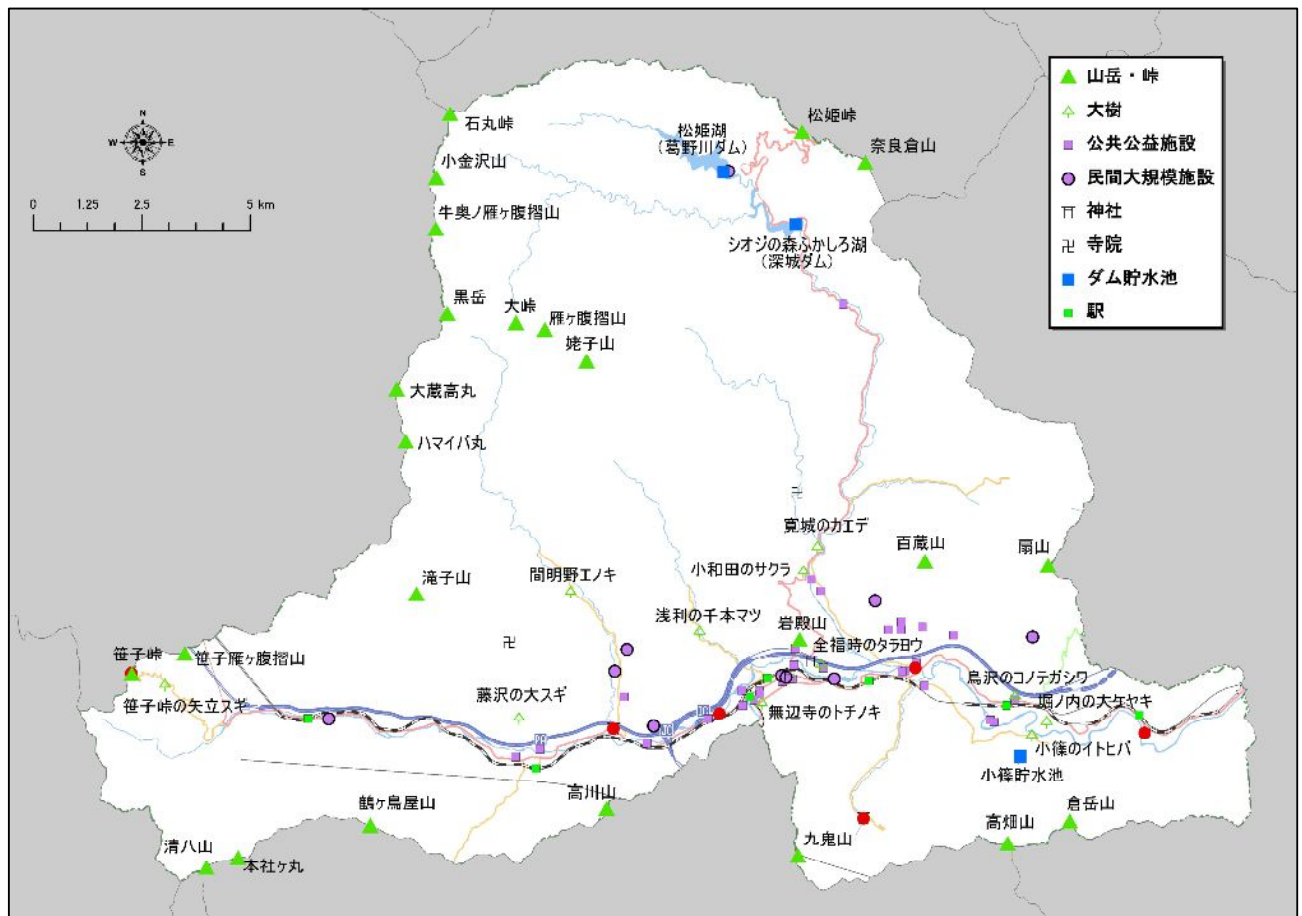 山岳・峠
大樹
公共公益施設
民間大規模施設
神社
寺院
ダム貯水池
駅
N
W
E
S
0
1.25
2.5
5 km
石丸峠
松姫湖
(葛野川ダム)
松姫峠
奈良倉山
小金沢山
牛奥ノ雁ヶ腹摺山
シオジの森ふかしろ湖
(深城ダム)
黒岳
大峠
雁ヶ腹摺山
姥子山
大蔵高丸
ハマイバ丸
寛城のカエデ
百蔵山
扇山
滝子山
間明野エノキ
小和田のサクラ
浅利の千本マツ
岩殿山
全福時のタラヨウ
笹子峠
笹子雁ヶ腹摺山
笹子峠の矢立スギ
藤沢の大スギ
無辺寺のトチノキ
鳥沢のコノテガシワ
堀ノ内の大ケヤキ
小篠のイトヒバ
小篠貯水池
鶴ヶ鳥屋山
高川山
清八山
本社ヶ丸
九鬼山
高畑山
倉岳山